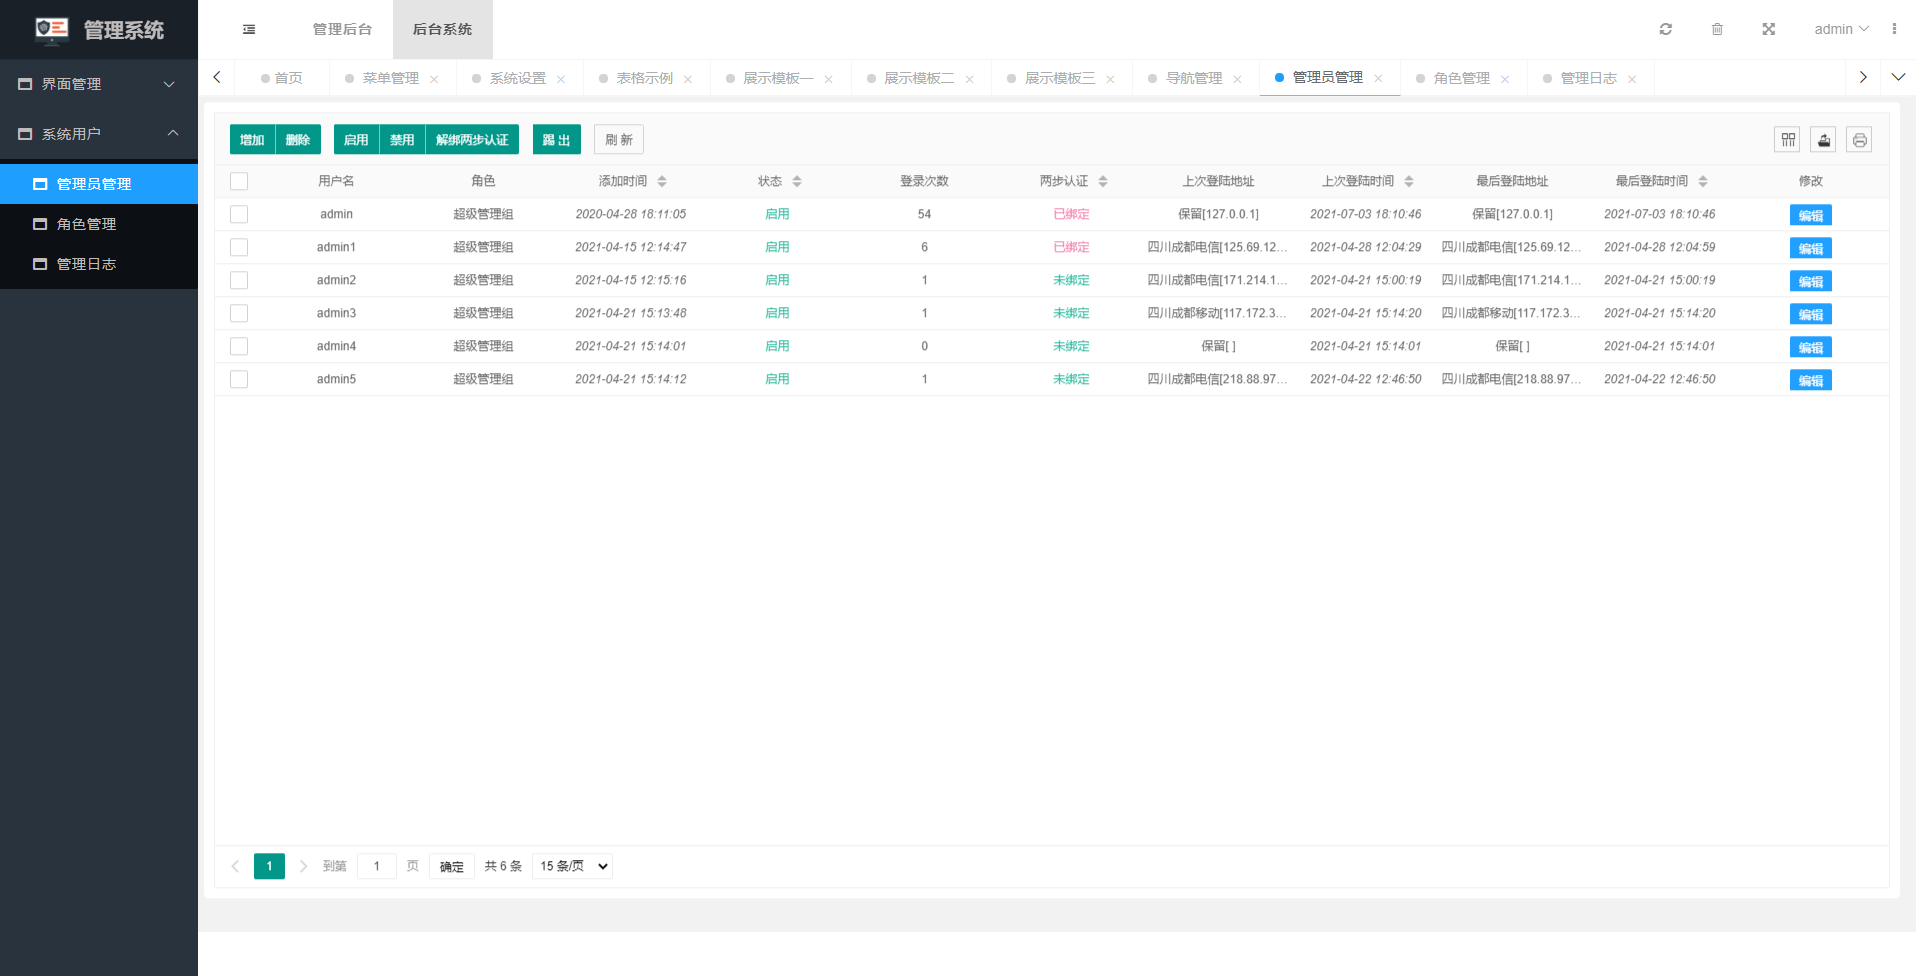 管理系统
管理后台 后台系统 admin
首页 菜单管理 系统设置 表格示例 展示模板一 展示模板二 展示模板三 导航管理 管理员管理 角色管理 管理日志
界面管理
系统用户
管理员管理
角色管理
管理日志
增加 删除 启用 禁用 解绑两步认证 踢出 刷新
用户名 角色 添加时间 状态 登录次数 两步认证 上次登陆地址 上次登陆时间 最后登陆地址 最后登陆时间 修改
admin 超级管理组 2020-04-28 18:11:05 启用 54 已绑定 保留[127.0.0.1] 2021-07-03 18:10:46 保留[127.0.0.1] 2021-07-03 18:10:46 编辑
admin1 超级管理组 2021-04-15 12:14:47 启用 6 已绑定 四川成都电信[125.69.12... 2021-04-28 12:04:29 四川成都电信[125.69.12... 2021-04-28 12:04:59 编辑
admin2 超级管理组 2021-04-15 12:15:16 启用 1 未绑定 四川成都电信[171.214.1... 2021-04-21 15:00:19 四川成都电信[171.214.1... 2021-04-21 15:00:19 编辑
admin3 超级管理组 2021-04-21 15:13:48 启用 1 未绑定 四川成都移动[117.172.3... 2021-04-21 15:14:20 四川成都移动[117.172.3... 2021-04-21 15:14:20 编辑
admin4 超级管理组 2021-04-21 15:14:01 启用 0 未绑定 保留[ ] 2021-04-21 15:14:01 保留[ ] 2021-04-21 15:14:01 编辑
admin5 超级管理组 2021-04-21 15:14:12 启用 1 未绑定 四川成都电信[218.88.97... 2021-04-22 12:46:50 四川成都电信[218.88.97... 2021-04-22 12:46:50 编辑
1 到第 1 页 确定 共 6 条 15 条/页